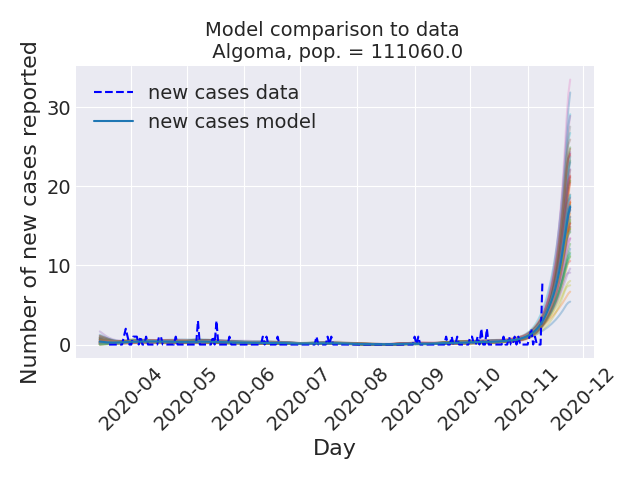 Model comparison to data
Algoma, pop. = 111060.0
new cases data
new cases model
Number of new cases reported
30
20
10
0
2020-04
2020-05
2020-06
2020-07
2020-08
2020-09
2020-10
2020-11
2020-12
Day